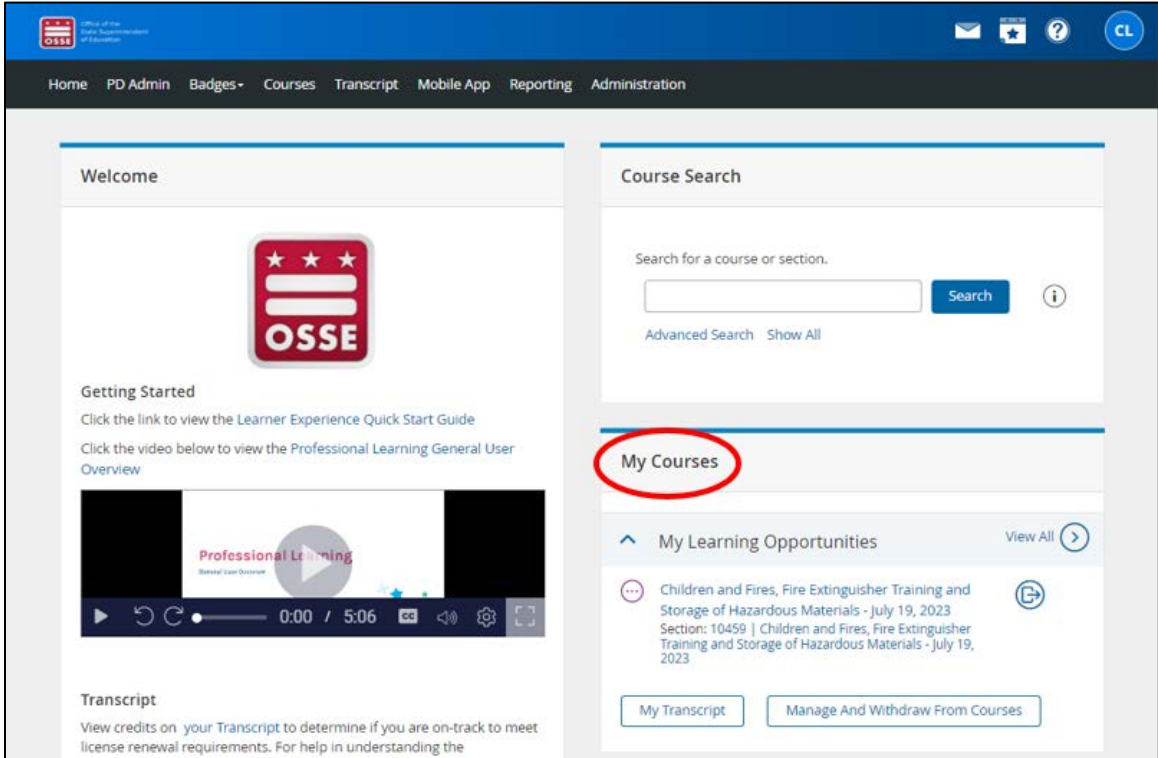 OSSE
Office of the
State Superintendent
of Education
CL
Home PD Admin Badges Courses Transcript Mobile App Reporting Administration
Welcome
OSSE
Getting Started
Click the link to view the Learner Experience Quick Start Guide
Click the video below to view the Professional Learning General User
Overview
Professional Learning
General User Overview
0:00 / 5:06 CC
Transcript
View credits on your Transcript to determine if you are on-track to meet
license renewal requirements. For help in understanding the
Course Search
Search for a course or section.
Search
Advanced Search Show All
My Courses
My Learning Opportunities View All
Children and Fires, Fire Extinguisher Training and
Storage of Hazardous Materials - July 19, 2023
Section: 10459 | Children and Fires, Fire Extinguisher
Training and Storage of Hazardous Materials - July 19,
2023
My Transcript Manage And Withdraw From Courses